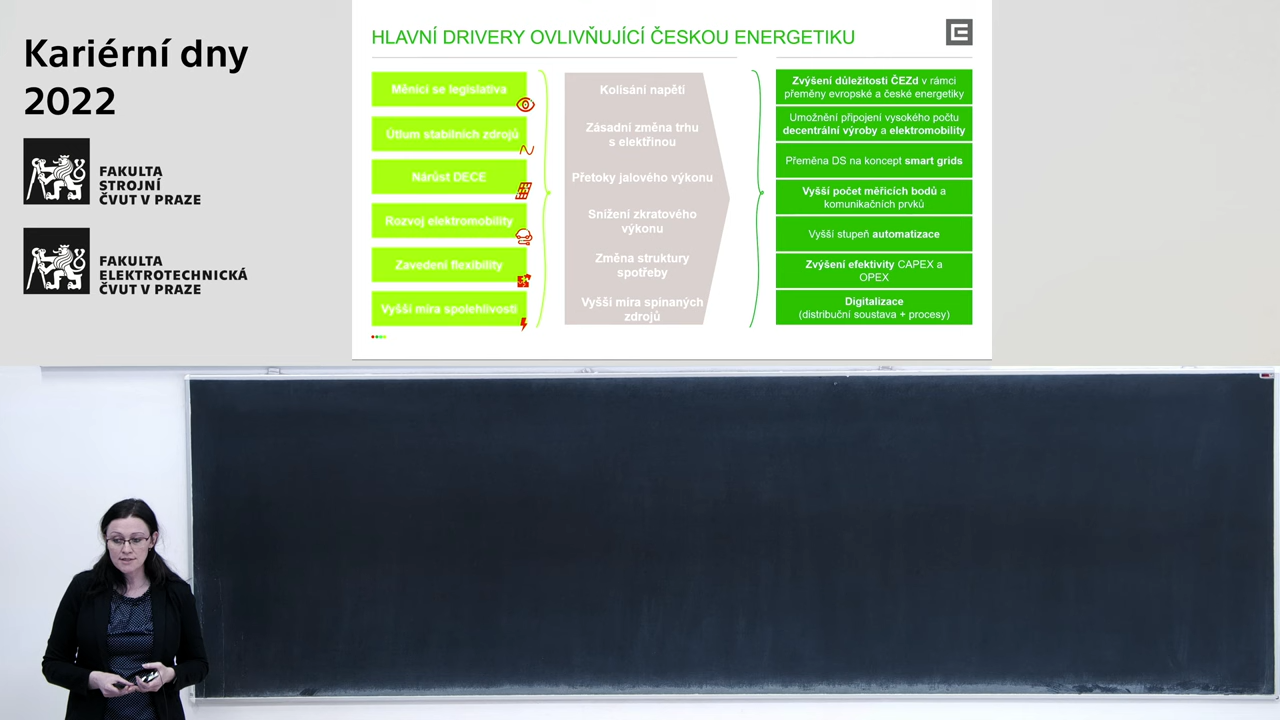 Kariérní dny
2022
FAKULTA
STROJNÍ
ČVUT V PRAZE
FAKULTA
ELEKTROTECHNICKÁ
ČVUT V PRAZE
HLAVNÍ DRIVERY OVLIVŇUJÍCÍ ČESKOU ENERGETIKU
Měnící se legislativa
Útlum stabilních zdrojů
Nárůst DECE
Rozvoj elektromobility
Zavedení flexibility
Vyšší míra spolehlivosti
Kolísání napětí
Zásadní změna trhu
s elektřinou
Přetoky jalového výkonu
Snížení zkratového
výkonu
Změna struktury
spotřeby
Vyšší míra spínaných
zdrojů
Zvýšení důležitosti ČEZd v rámci
přeměny evropské a české energetiky
Umožnění připojení vysokého počtu
decentrální výroby a elektromobility
Přeměna DS na koncept smart grids
Vyšší počet měřicích bodů a
komunikačních prvků
Vyšší stupeň automatizace
Zvýšení efektivity CAPEX a
OPEX
Digitalizace
(distribuční soustava + procesy)